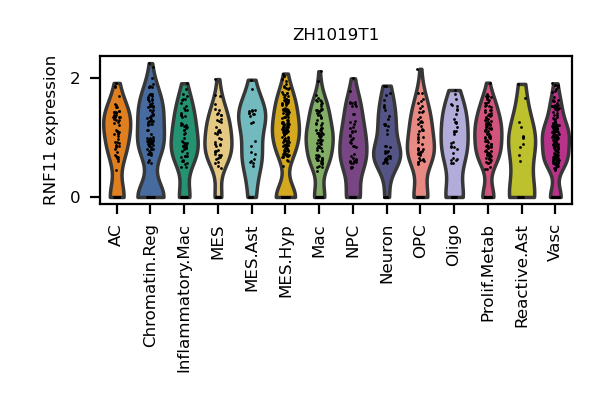 ZH1019T1
RNF11 expression
2
0
AC
Chromatin.Reg
Inflammatory.Mac
MES
MES.Ast
MES.Hyp
Mac
NPC
Neuron
OPC
Oligo
Prolif.Metab
Reactive.Ast
Vasc